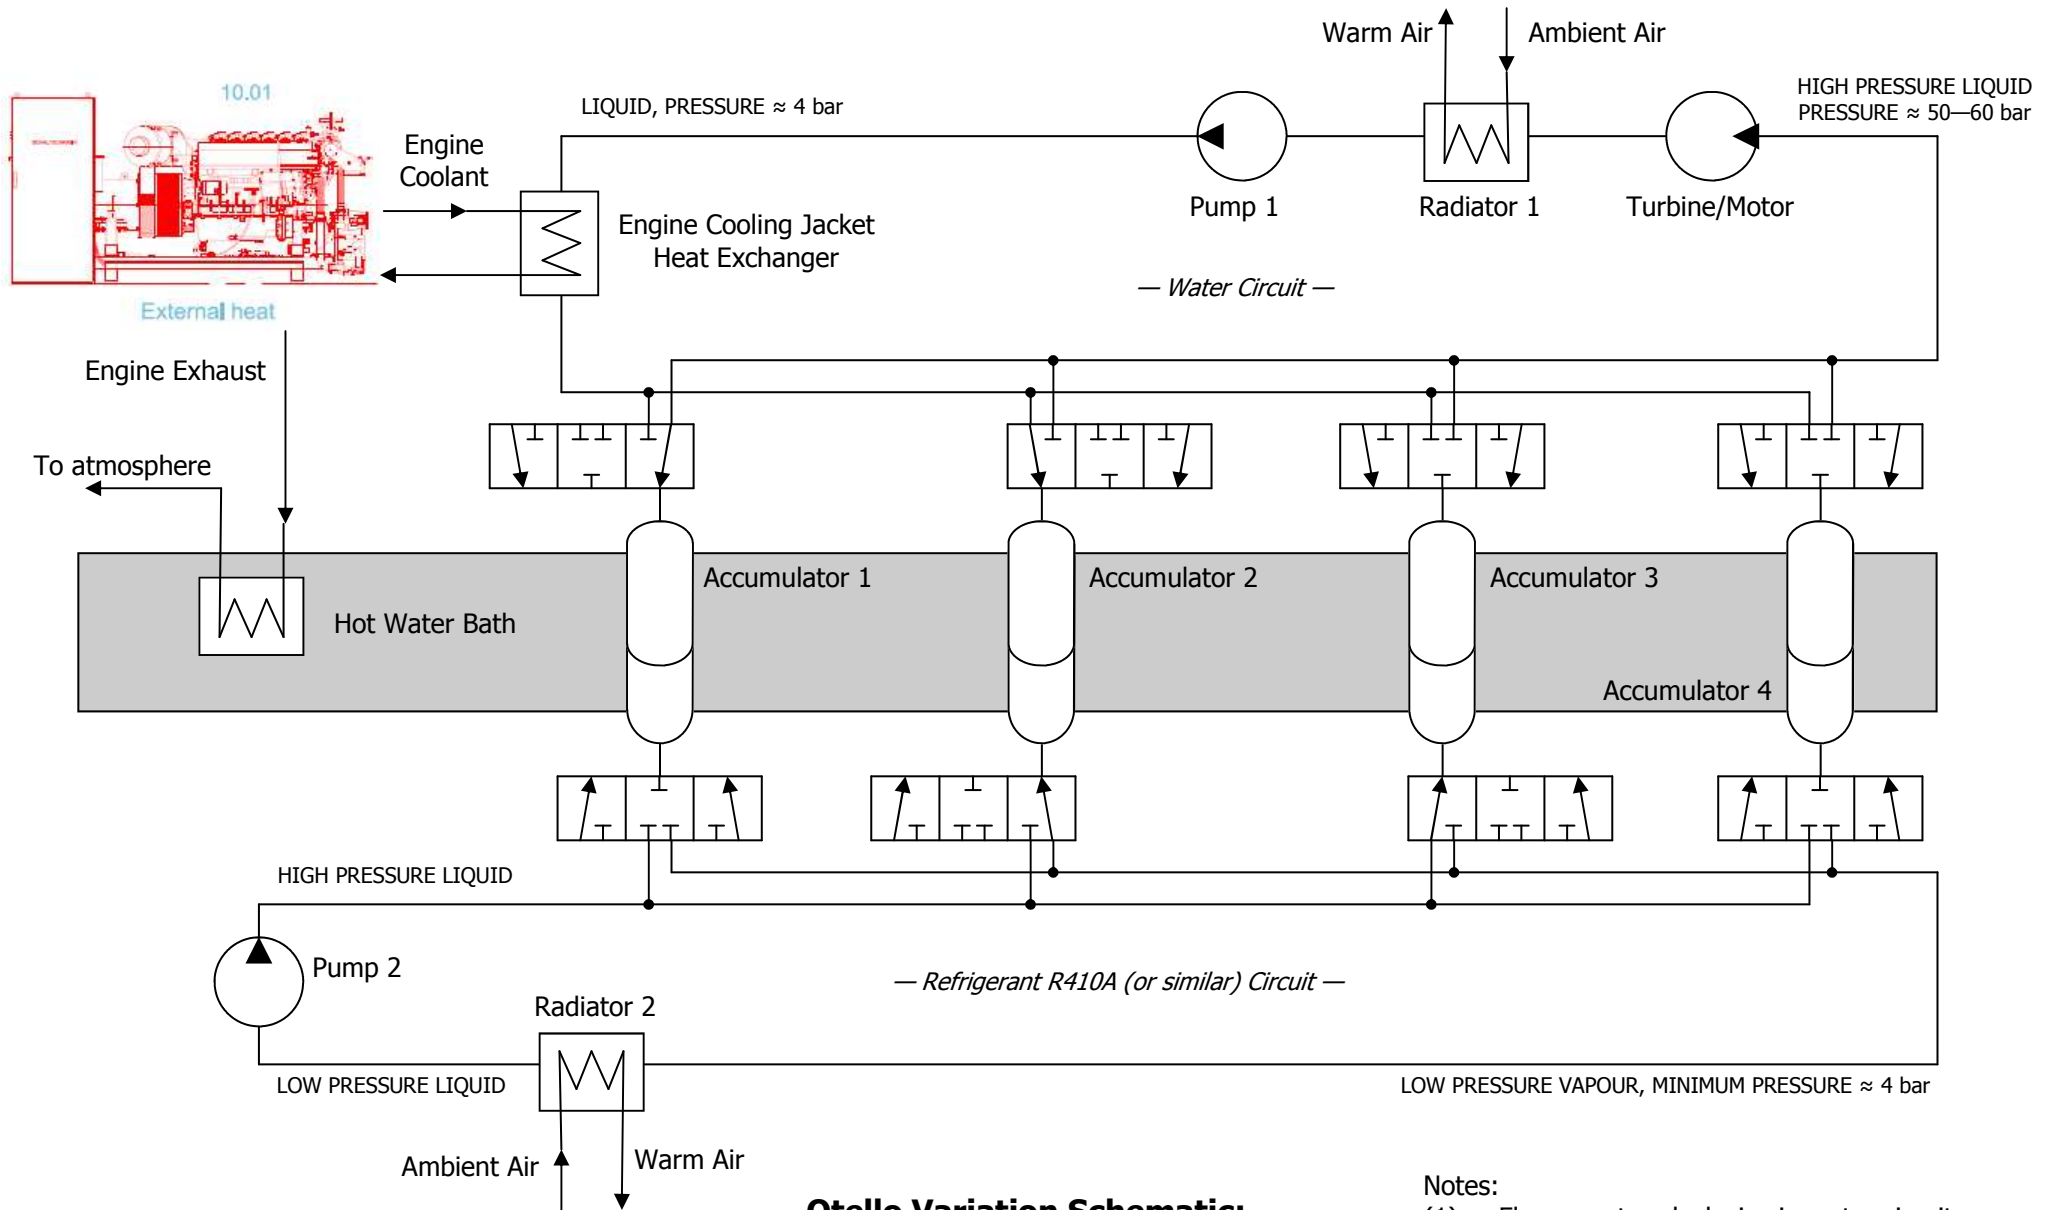 Warm Air
Ambient Air
10.01
LIQUID, PRESSURE ≈ 4 bar
HIGH PRESSURE LIQUID
PRESSURE ≈ 50—60 bar
Engine
Coolant
Pump 1
Radiator 1
Turbine/Motor
Engine Cooling Jacket
Heat Exchanger
— Water Circuit —
External heat
Engine Exhaust
To atmosphere
Accumulator 1
Accumulator 2
Accumulator 3
Hot Water Bath
Accumulator 4
HIGH PRESSURE LIQUID
Pump 2
— Refrigerant R410A (or similar) Circuit —
Radiator 2
LOW PRESSURE LIQUID
LOW PRESSURE VAPOUR, MINIMUM PRESSURE ≈ 4 bar
Ambient Air
Warm Air
Notes:
Otello Variation Schematic: